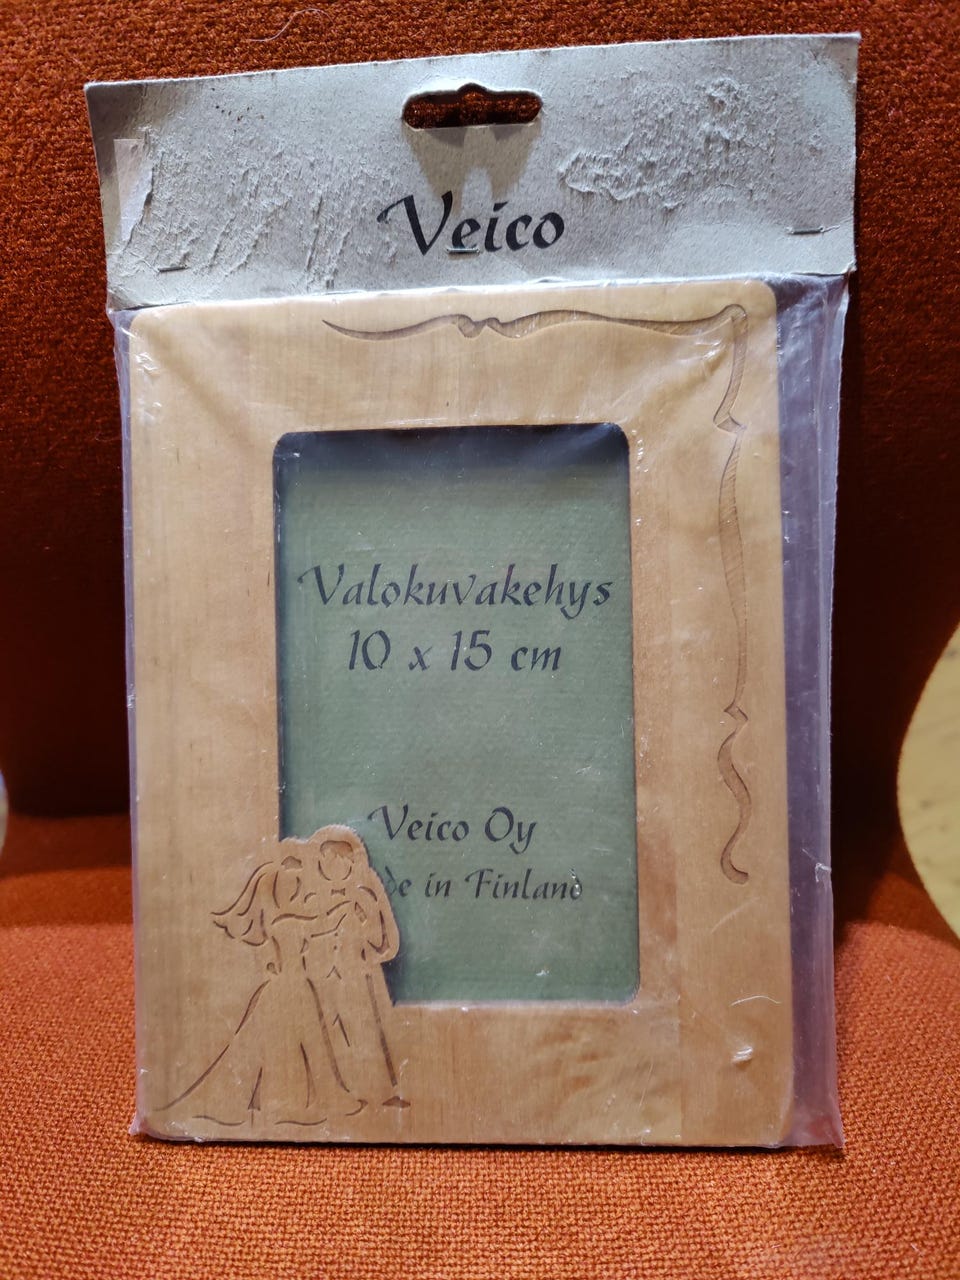 Veico
Valokuvakehys
10 x 15 cm
Veico Oy
de in Finland